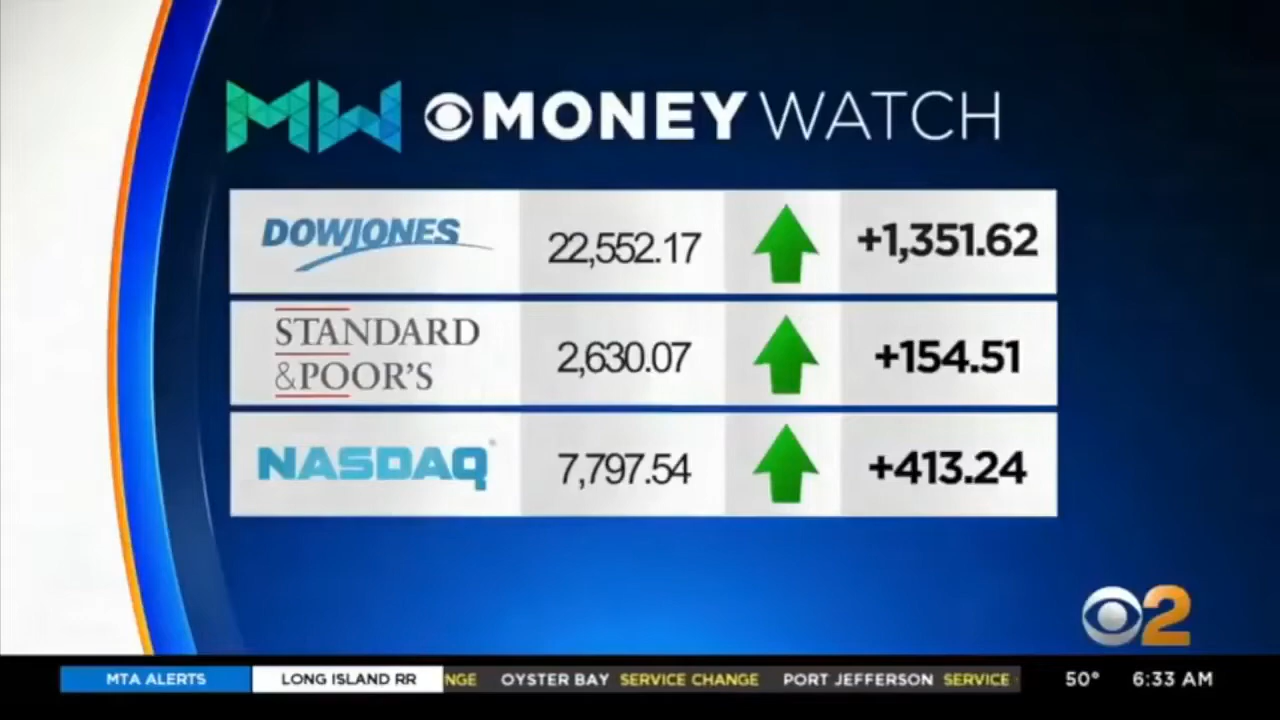 MW MONEYWATCH
DOWJONES 22,552.17 +1,351.62
STANDARD
&POOR'S 2,630.07 +154.51
NASDAQ 7,797.54 +413.24
2
MTA ALERTS LONG ISLAND RR NGE OYSTER BAY SERVICE CHANGE PORT JEFFERSON SERVICE 50° 6:33 AM